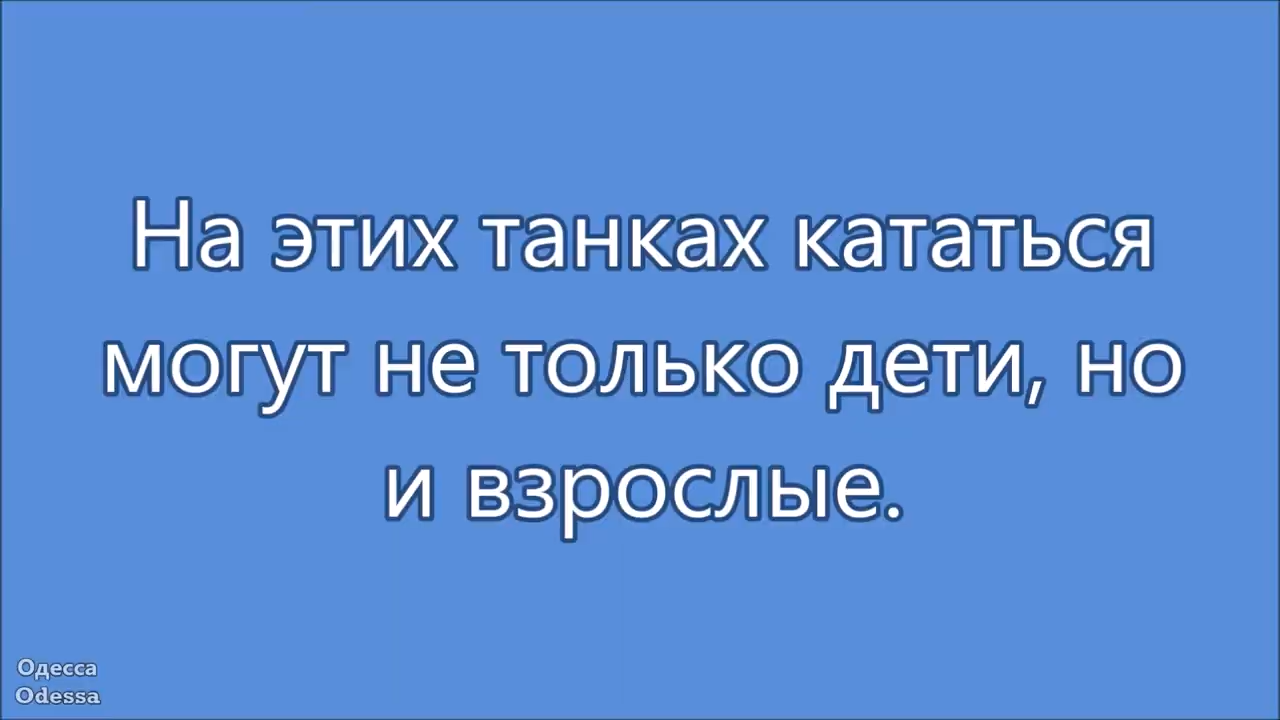 На этих танках кататься
могут не только дети, но
и взрослые.
Одесса
Odessa